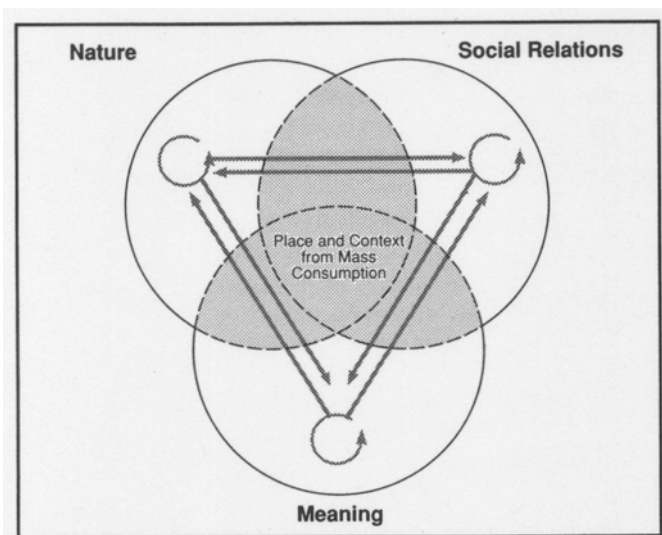 Nature
Social Relations
Place and Context
from Mass
Consumption
Meaning